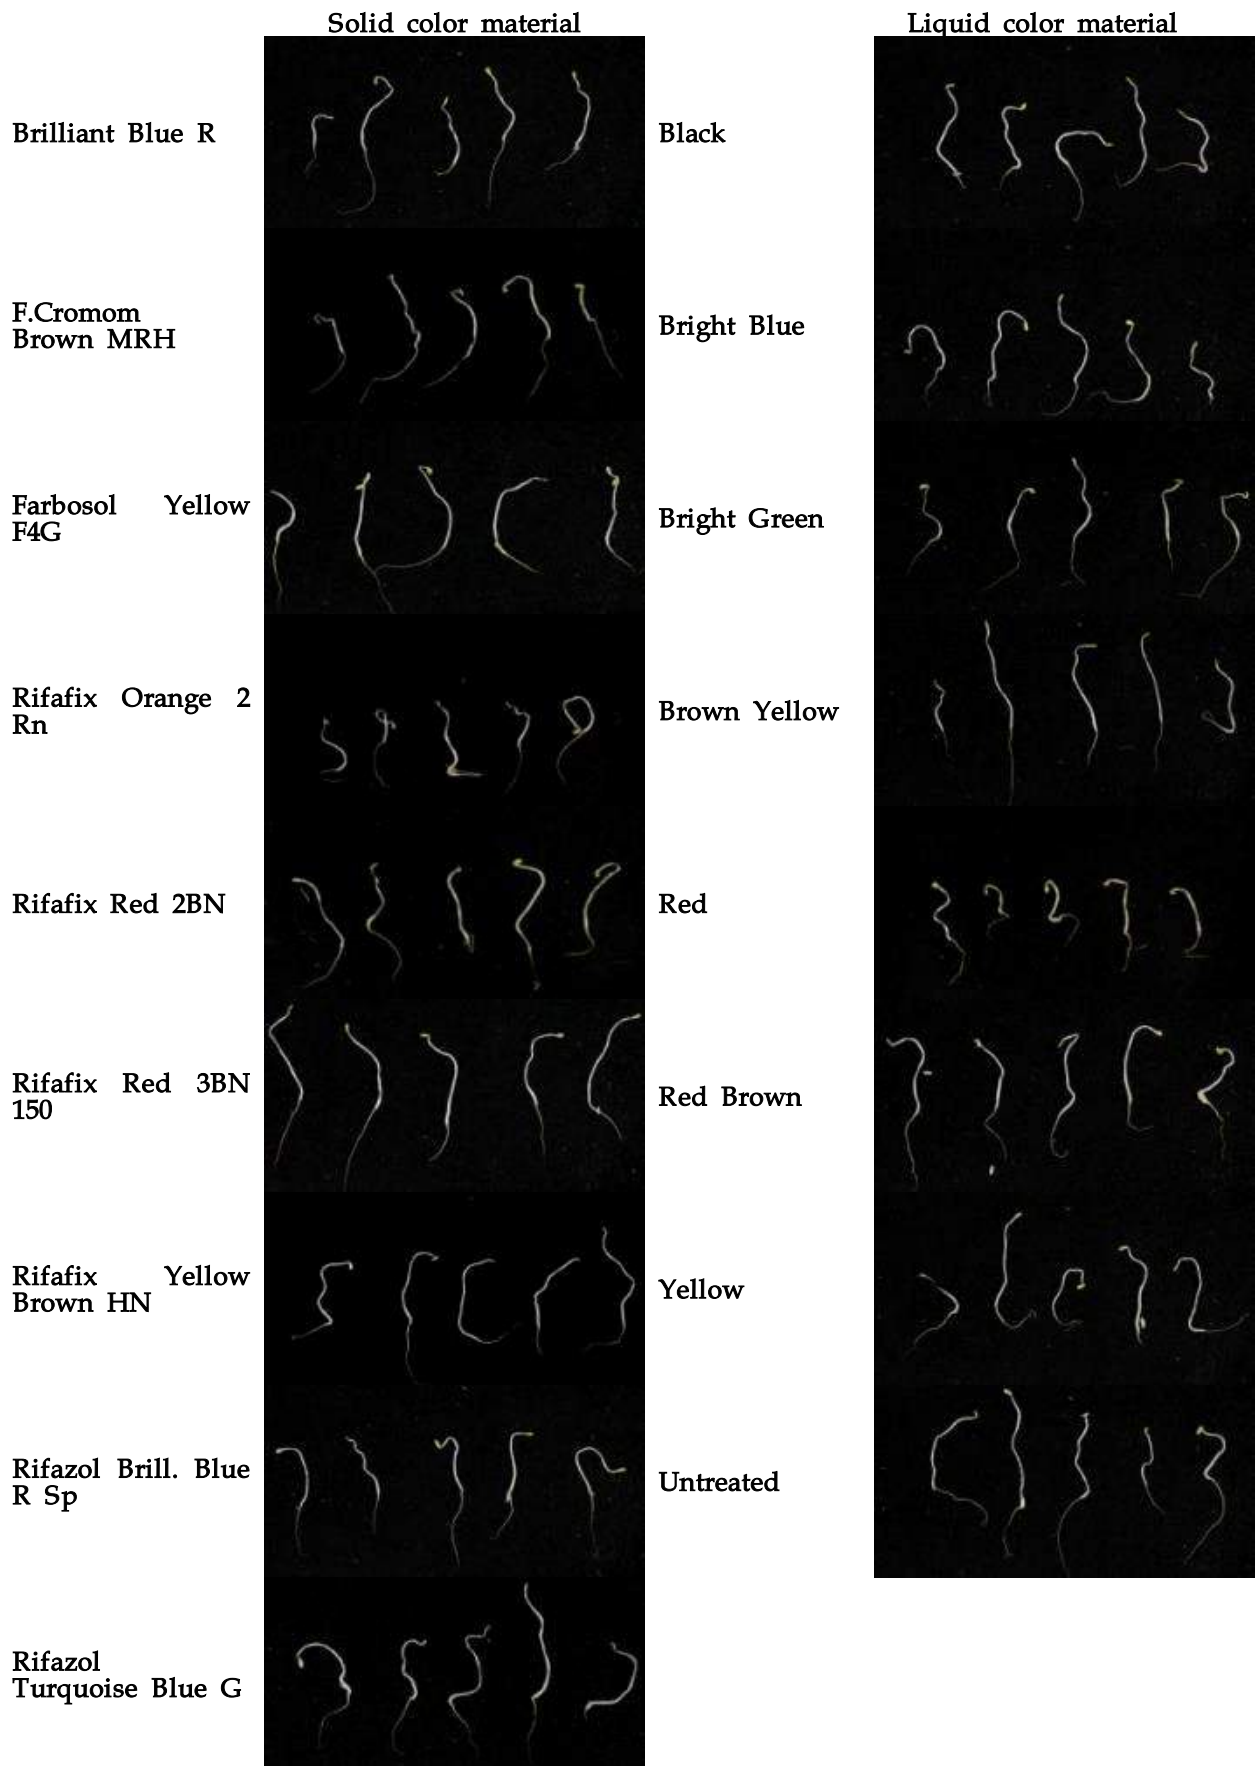 Solid color material
Liquid color material
Brilliant Blue R
Black
F.Cromom
Brown MRH
Bright Blue
Farbosol Yellow
F4G
Bright Green
Rifafix Orange 2
Rn
Brown Yellow
Rifafix Red 2BN
Red
Rifafix Red 3BN
150
Red Brown
Rifafix Yellow
Brown HN
Yellow
Rifazol Brill. Blue
R Sp
Untreated
Rifazol
Turquoise Blue G